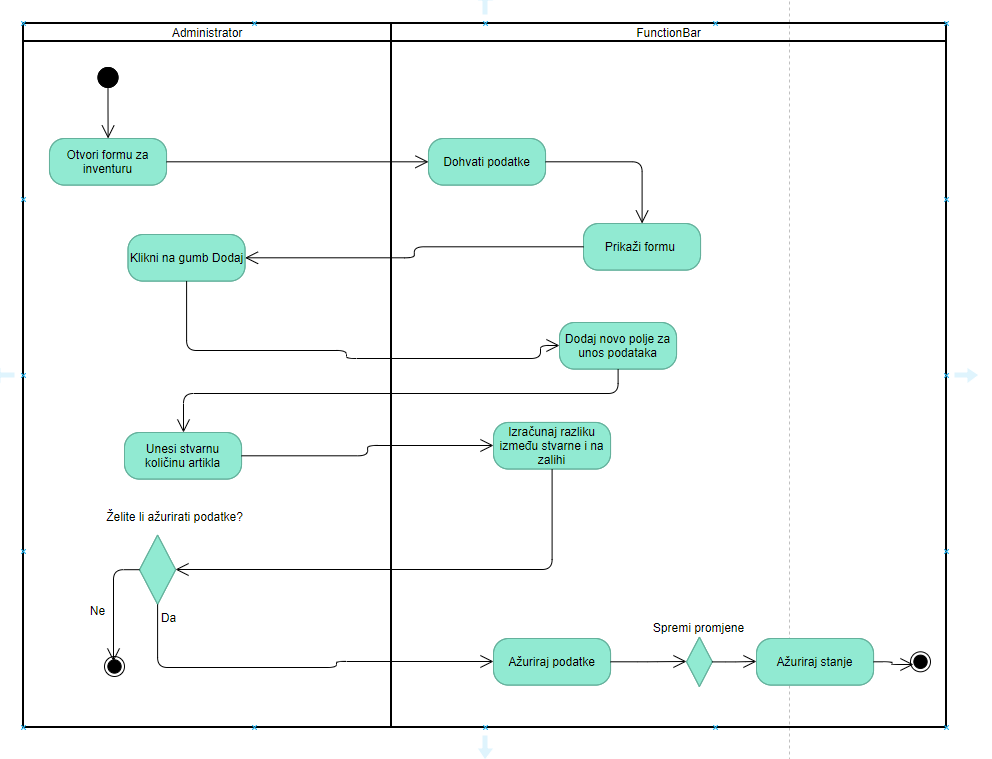 Administrator
FunctionBar
Otvori formu za
inventuru
Dohvati podatke
Prikaži formu
Klikni na gumb Dodaj
Dodaj novo polje za
unos podataka
Unesi stvarnu
količinu artikla
Izračunaj razliku
između stvarne i na
zalihi
Želite li ažurirati podatke?
Ne
Da
Ažuriraj podatke
Spremi promjene
Ažuriraj stanje